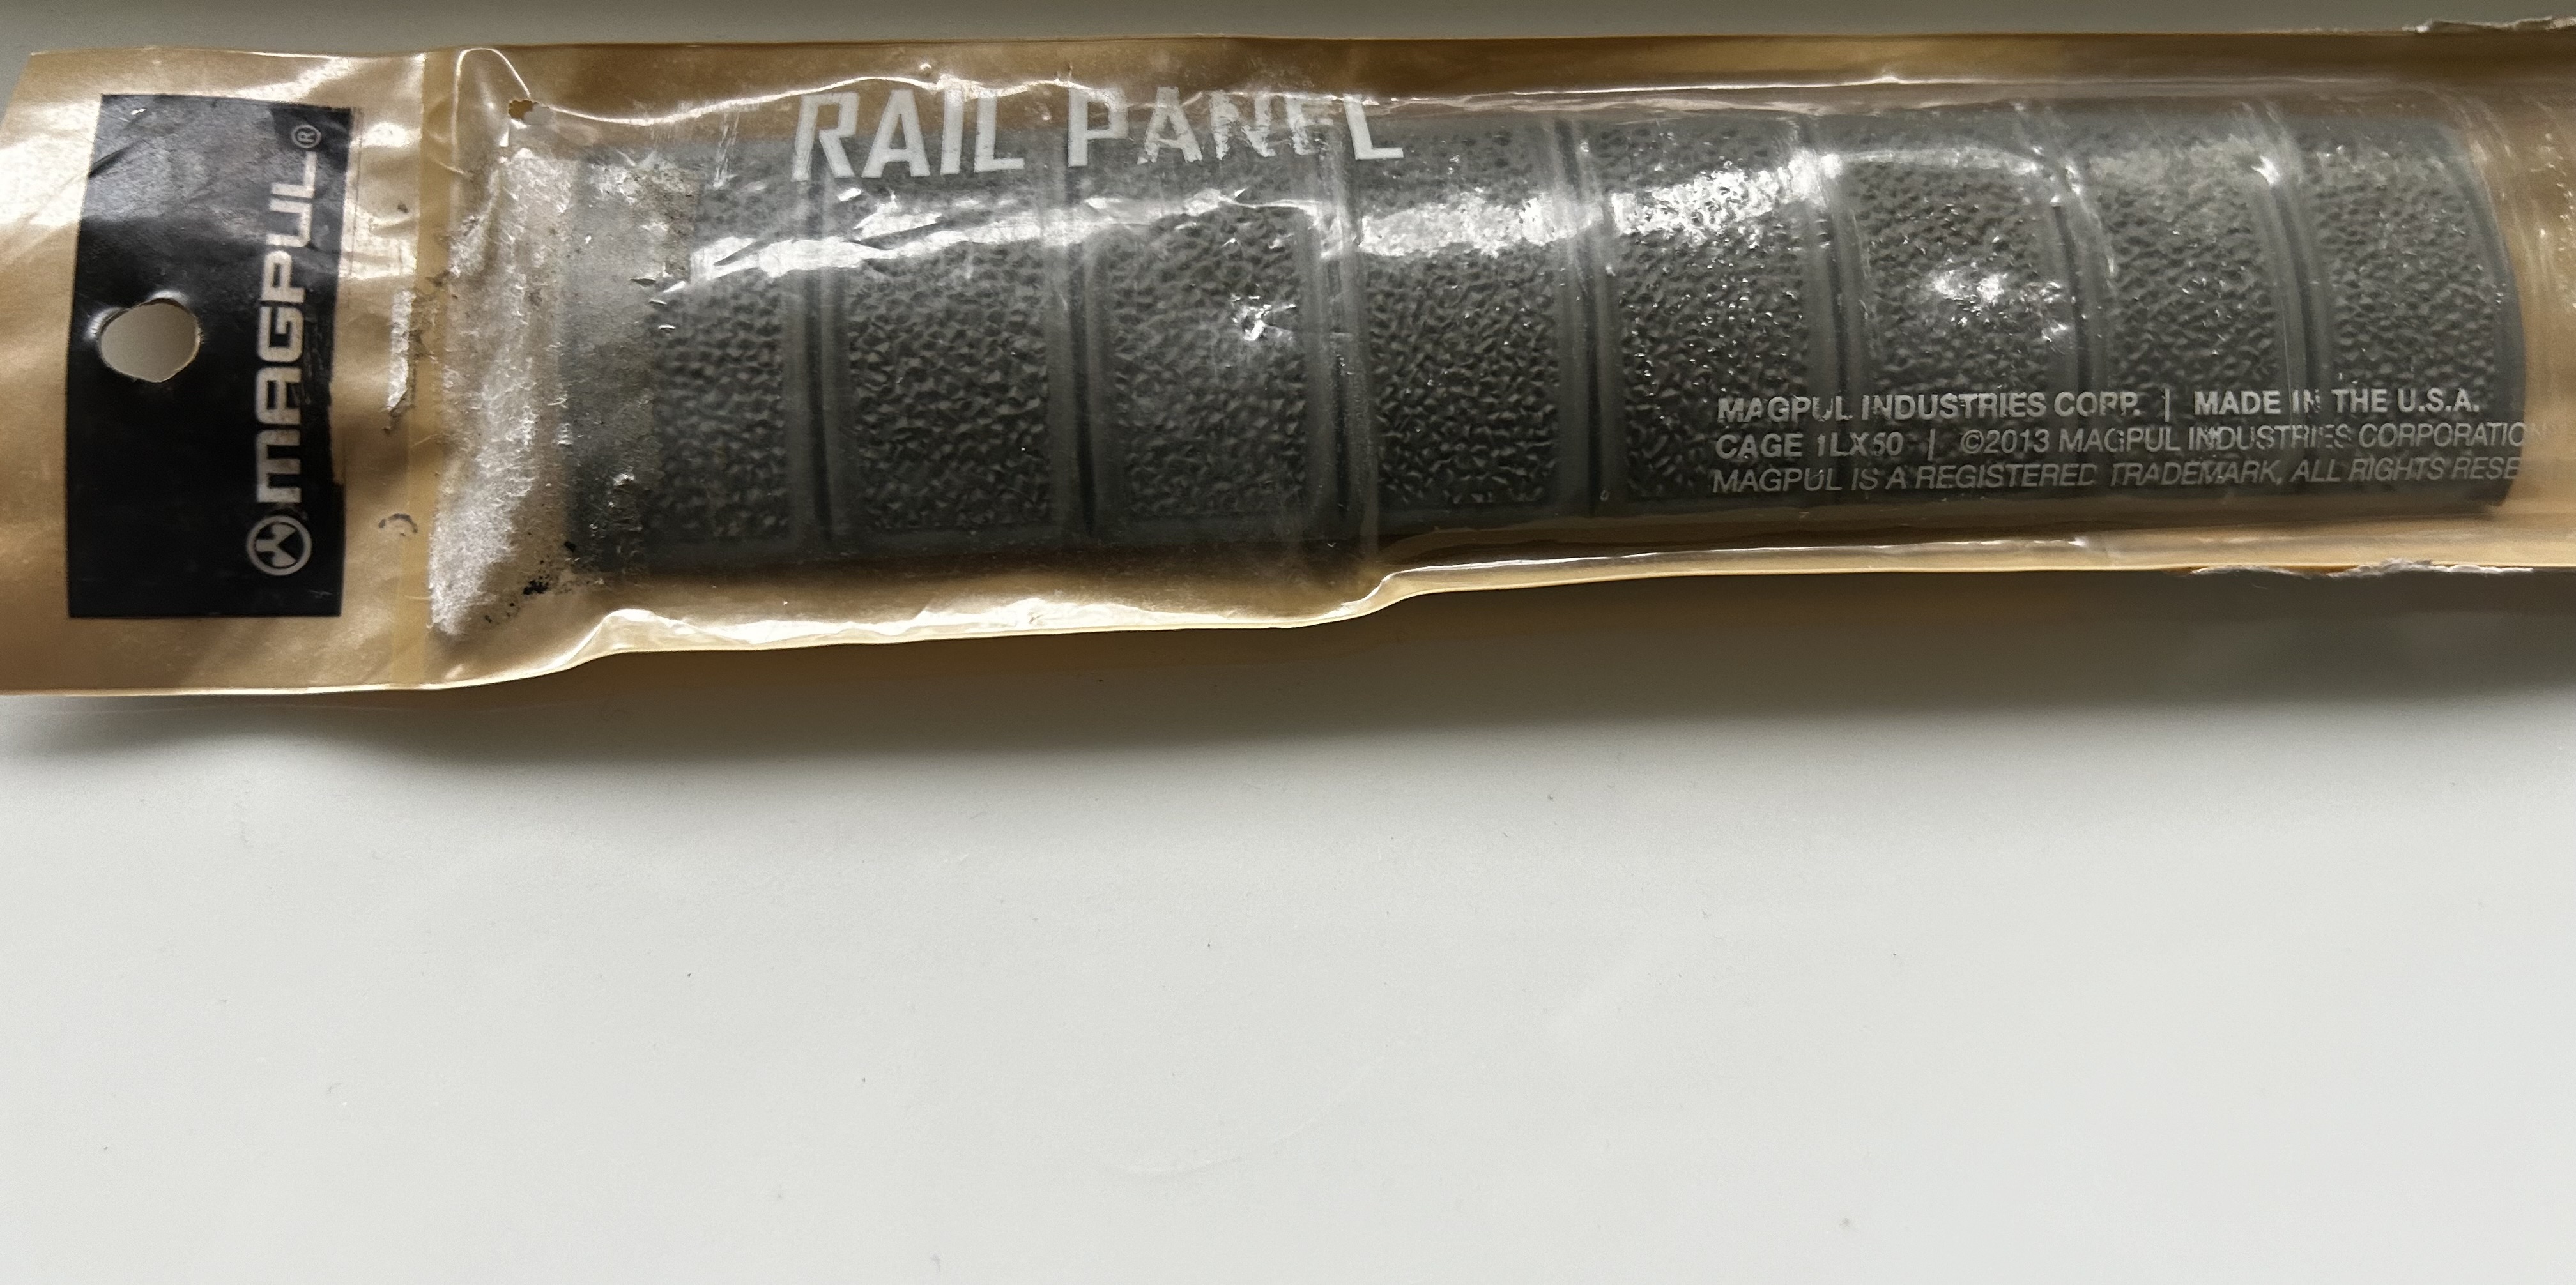 MAGPUL®
RAIL PANEL
MAGPUL INDUSTRIES CORP. | MADE IN THE U.S.A.
CAGE 1LX50 | ©2013 MAGPUL INDUSTRIES CORPORATION
MAGPUL IS A REGISTERED TRADEMARK, ALL RIGHTS RESE